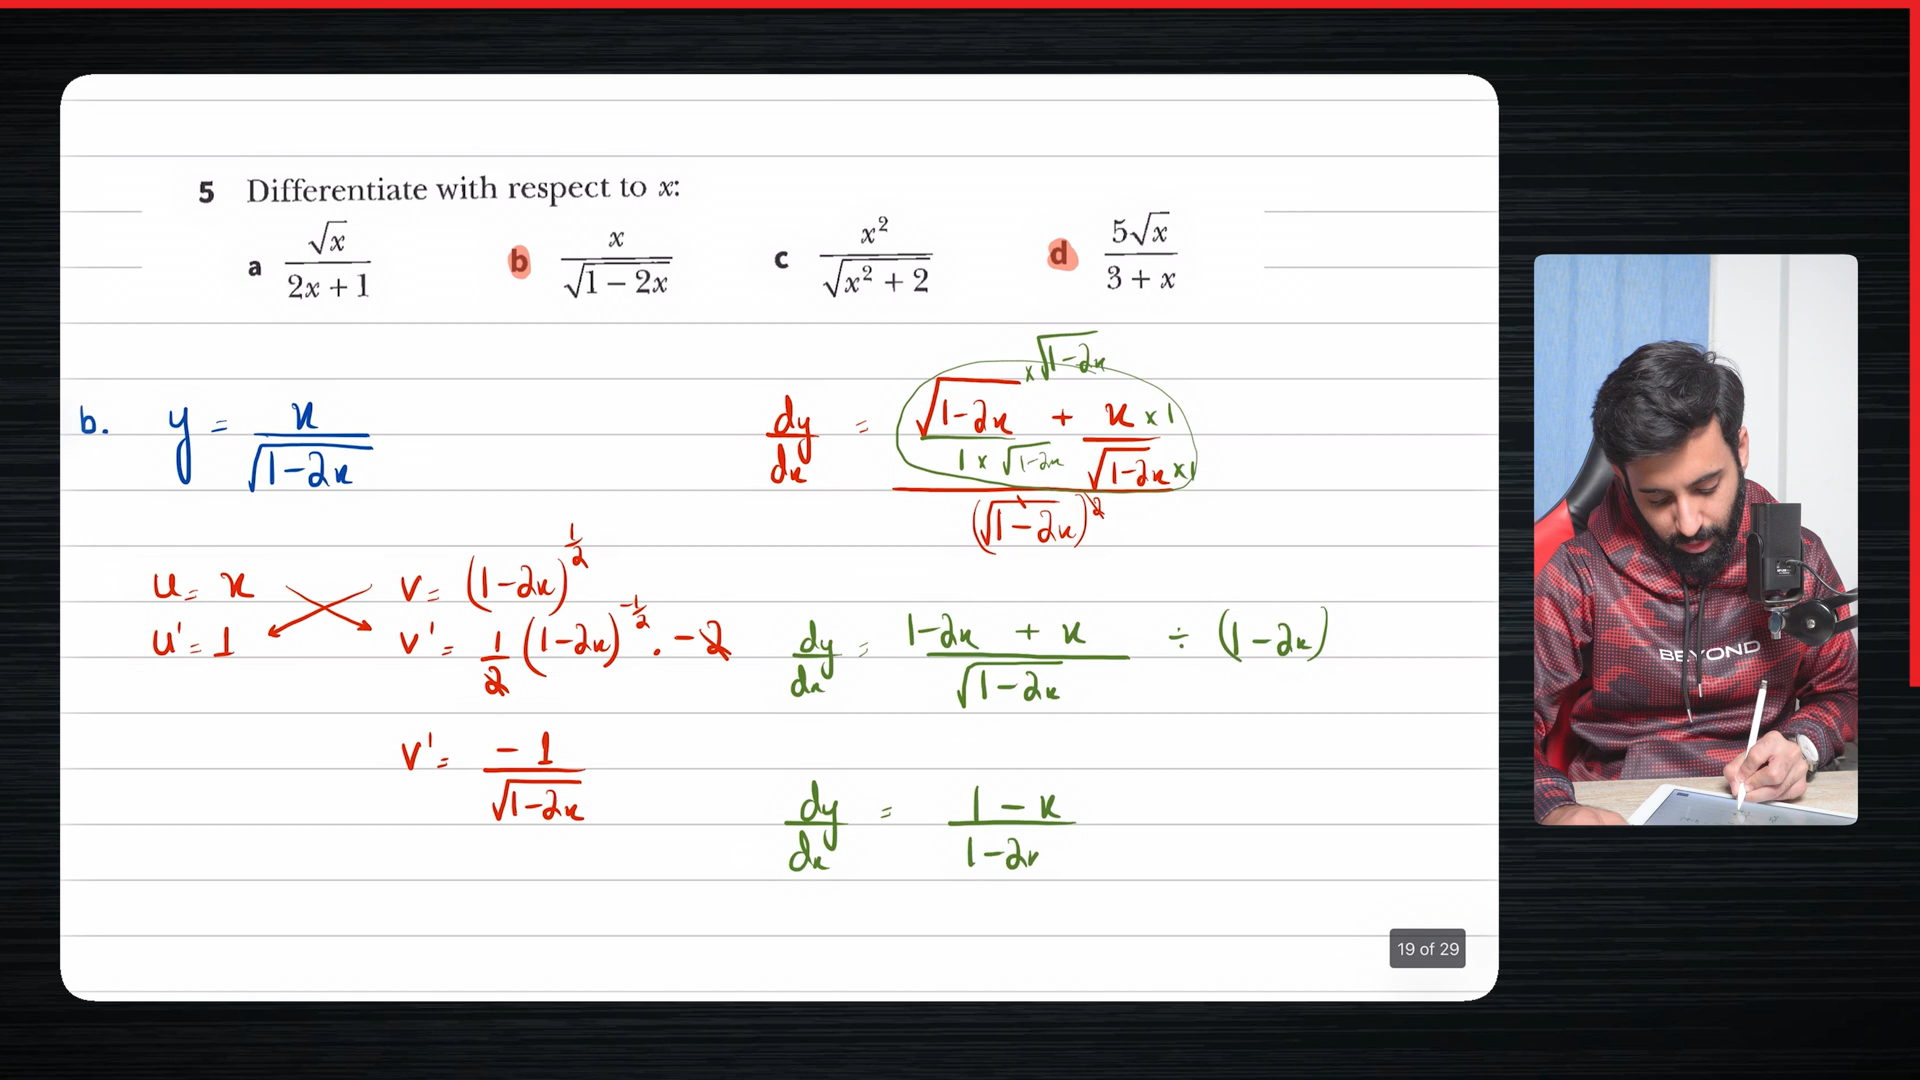 5 Differentiate with respect to x:
a √x / (2x + 1) b x / √(1 − 2x) c x² / √(x² + 2) d 5√x / (3 + x)
b. y = x / √(1-2x)
u = x v = (1-2x)^(1/2)
u' = 1 v' = 1/2 (1-2x)^(-1/2) . -2
v' = -1 / √(1-2x)
× √(1-2x)
dy/dx = (√(1-2x) / (1 × √(1-2x)) + (x × 1) / (√(1-2x) × 1)) / (√(1-2x))²
dy/dx = (1-2x + x) / √(1-2x) ÷ (1-2x)
dy/dx = (1 - x) / (1-2x
19 of 29
BEYOND